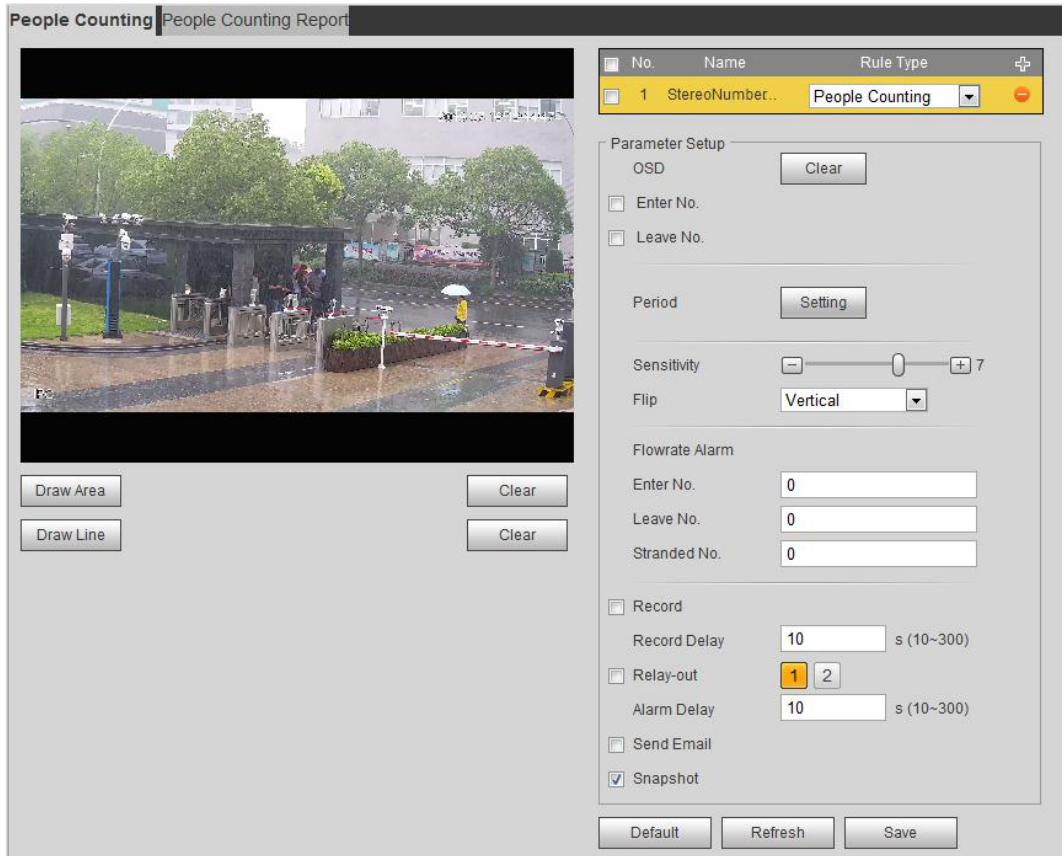 People Counting People Counting Report
No. Name Rule Type
1 StereoNumber... People Counting
Parameter Setup
OSD Clear
Enter No.
Leave No.
Period Setting
Sensitivity 7
Flip Vertical
Flowrate Alarm
Draw Area Clear
Enter No. 0
Leave No. 0
Draw Line Clear
Stranded No. 0
Record
Record Delay 10 s (10~300)
Relay-out 1 2
Alarm Delay 10 s (10~300)
Send Email
Snapshot
Default Refresh Save